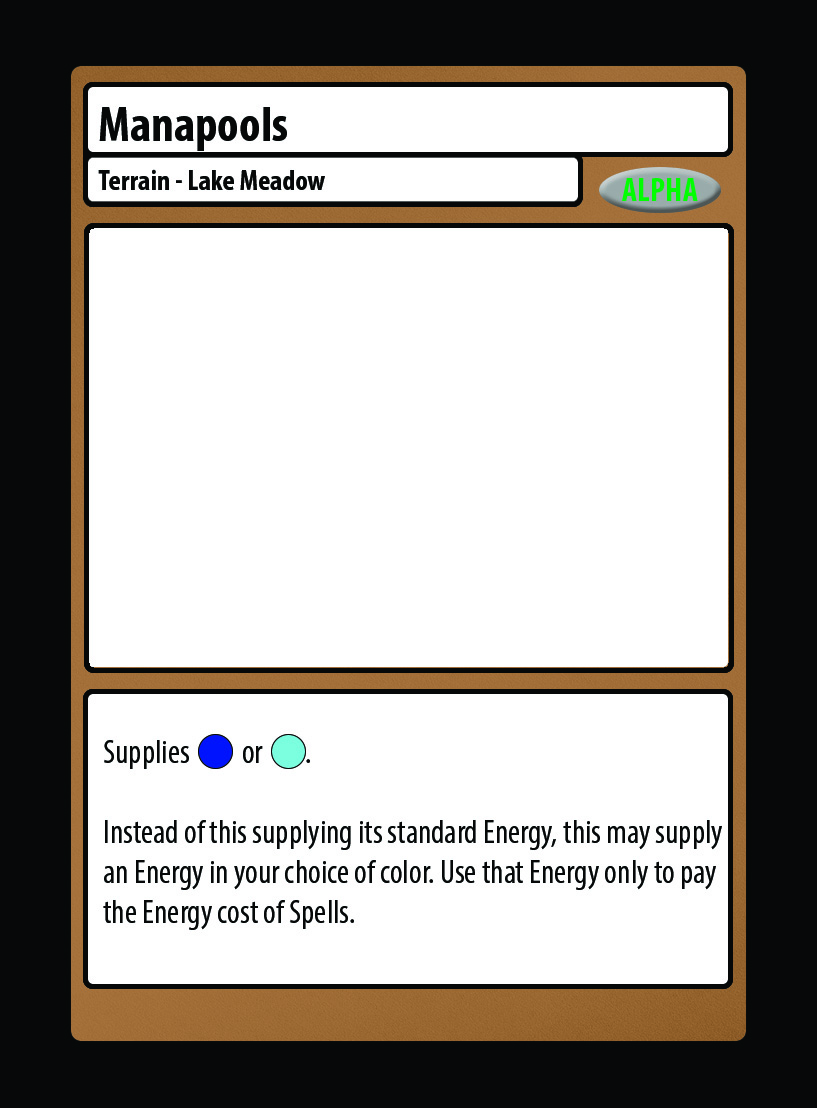 Manapools
Terrain - Lake Meadow
ALPHA
Supplies or .
Instead of this supplying its standard Energy, this may supply
an Energy in your choice of color. Use that Energy only to pay
the Energy cost of Spells.